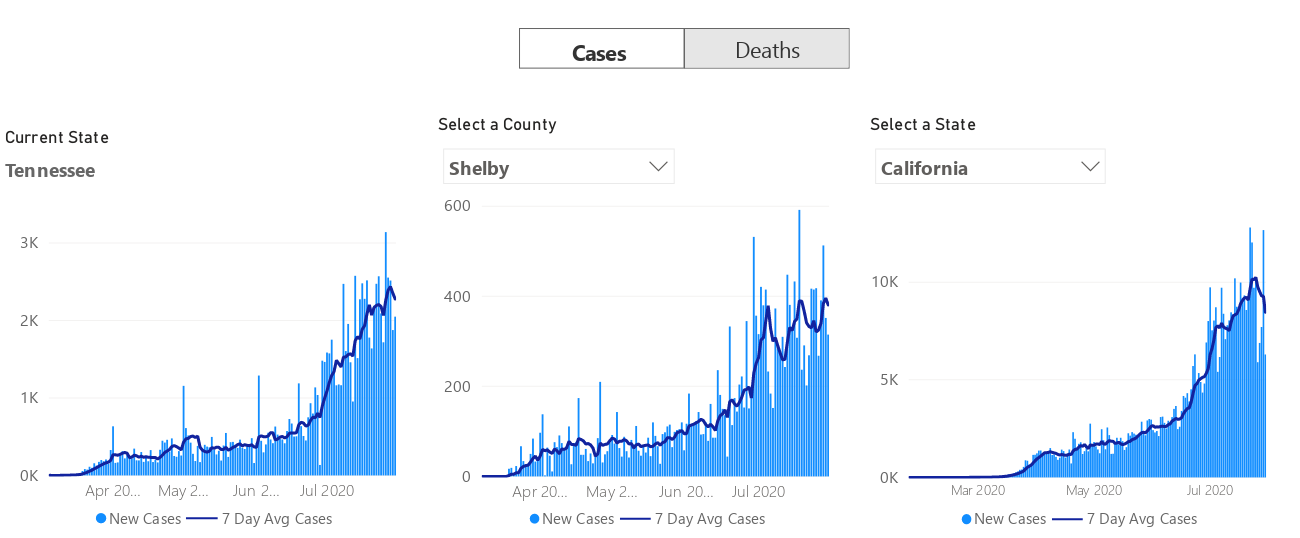 Cases Deaths
Current State
Tennessee
Select a County
Shelby
Select a State
California
3K
2K
1K
0K
Apr 20... May 2... Jun 2... Jul 2020
New Cases 7 Day Avg Cases
600
400
200
0
Apr 20... May 2... Jun 20... Jul 2020
New Cases 7 Day Avg Cases
10K
5K
0K
Mar 2020 May 2020 Jul 2020
New Cases 7 Day Avg Cases